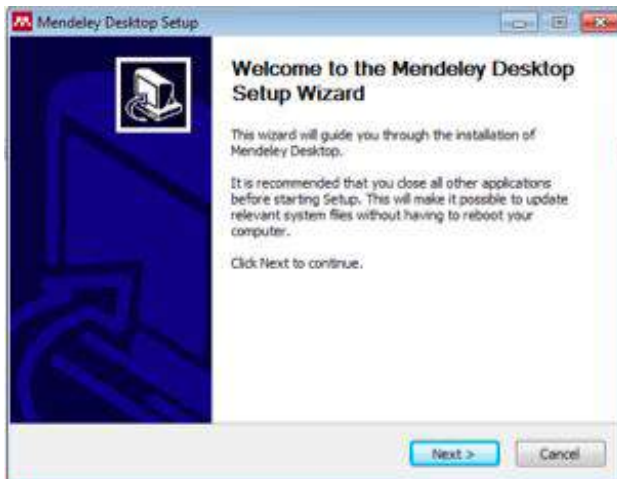 Mendeley Desktop Setup
Welcome to the Mendeley Desktop
Setup Wizard
This wizard will guide you through the installation of
Mendeley Desktop.
It is recommended that you close all other applications
before starting Setup. This will make it possible to update
relevant system files without having to reboot your
computer.
Click Next to continue.
Next >
Cancel